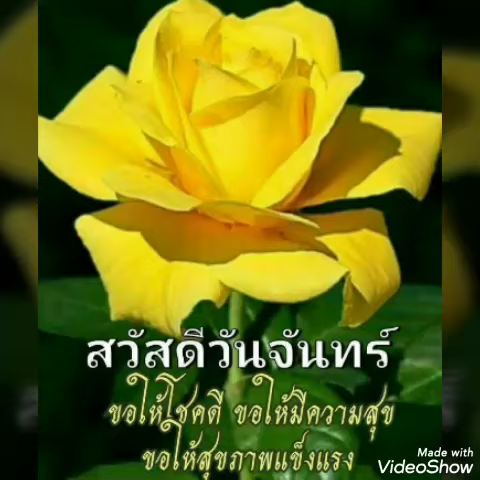 สวัสดีวันจันทร์
ขอให้โชคดี ขอให้มีความสุข
ขอให้สุขภาพแข็งแรง
Made with
VideoShow